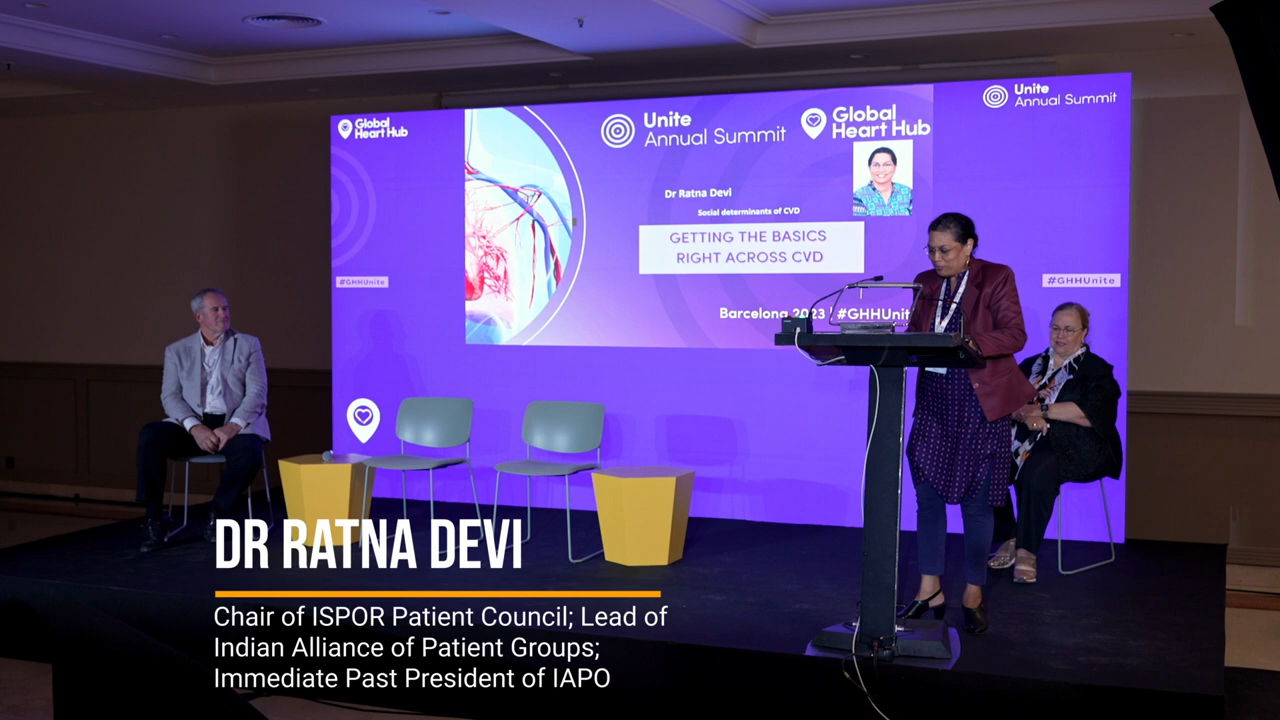 Global
Heart Hub
Unite
Annual Summit
Global
Heart Hub
Unite
Annual Summit
Dr Ratna Devi
Social determinants of CVD
GETTING THE BASICS
RIGHT ACROSS CVD
#GHHUnite
#GHHUnite
Barcelona 2023 | #GHHUnit
DR RATNA DEVI
Chair of ISPOR Patient Council; Lead of
Indian Alliance of Patient Groups;
Immediate Past President of IAPO